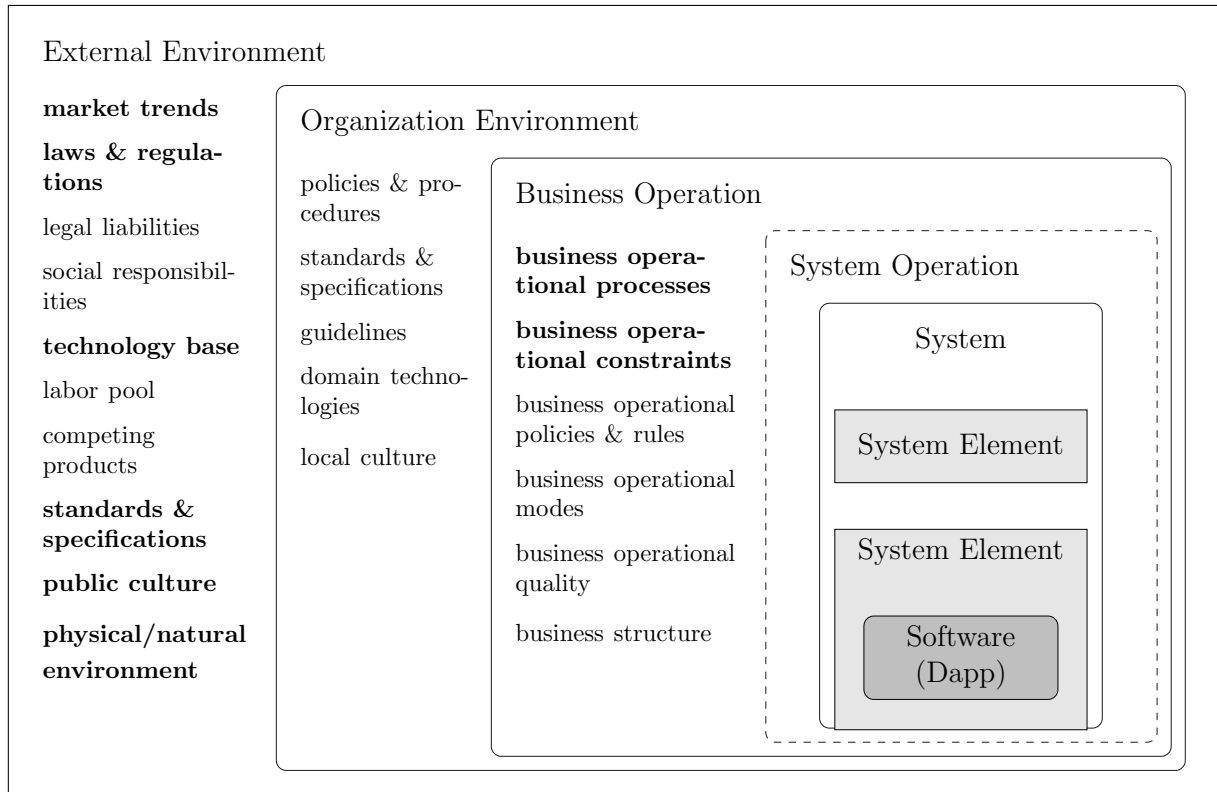 External Environment
market trends
laws & regula-
tions
legal liabilities
social responsibil-
ities
technology base
labor pool
competing
products
standards &
specifications
public culture
physical/natural
environment
Organization Environment
policies & pro-
cedures
standards &
specifications
guidelines
domain techno-
logies
local culture
Business Operation
business opera-
tional processes
business opera-
tional constraints
business operational
policies & rules
business operational
modes
business operational
quality
business structure
System Operation
System
System Element
System Element
Software
(Dapp)